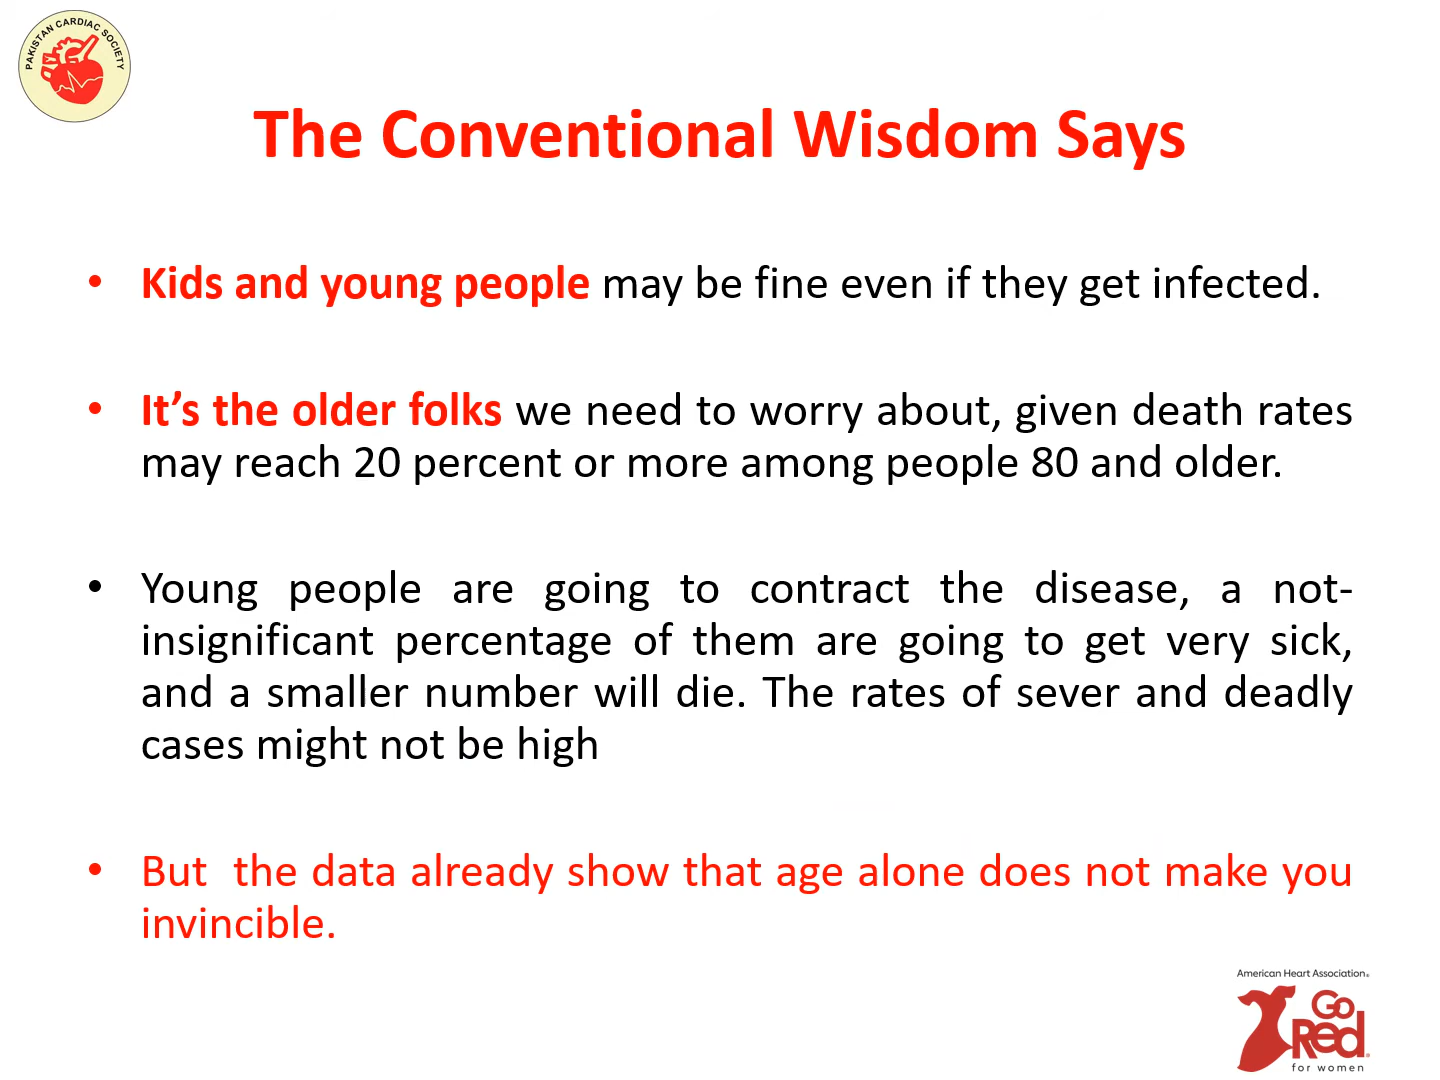 PAKISTAN CARDIAC SOCIETY
The Conventional Wisdom Says
• Kids and young people may be fine even if they get infected.
• It’s the older folks we need to worry about, given death rates
may reach 20 percent or more among people 80 and older.
• Young people are going to contract the disease, a not-
insignificant percentage of them are going to get very sick,
and a smaller number will die. The rates of sever and deadly
cases might not be high
• But the data already show that age alone does not make you
invincible.
American Heart Association®
Go
Red
for women